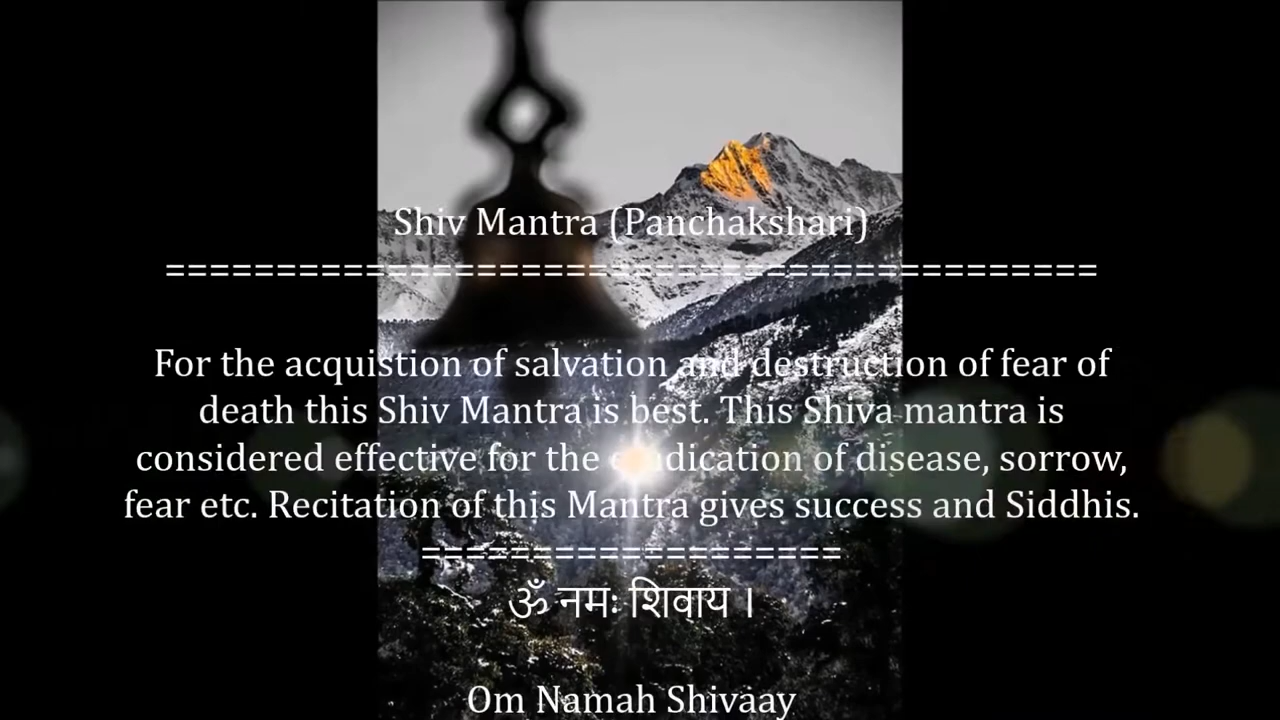 Shiv Mantra (Panchakshari)
==========================================
For the acquistion of salvation and destruction of fear of
death this Shiv Mantra is best. This Shiva mantra is
considered effective for the eradication of disease, sorrow,
fear etc. Recitation of this Mantra gives success and Siddhis.
===================
ॐ नमः शिवाय ।
Om Namah Shivaay